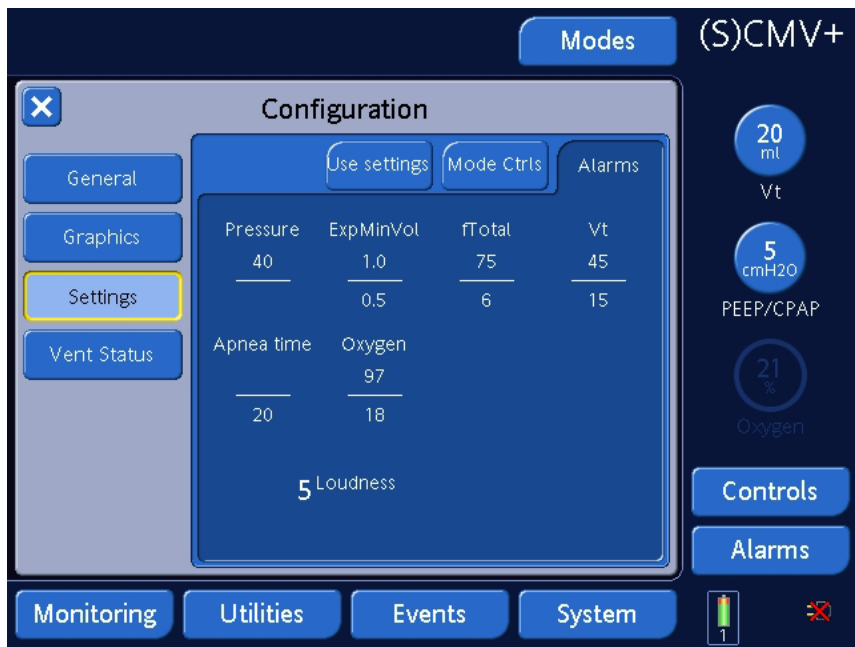 Modes
(S)CMV+
Configuration
General
Graphics
Settings
Vent Status
Use settings
Mode Ctrls
Alarms
Pressure ExpMinVol fTotal Vt
40 1.0 75 45
0.5 6 15
Apnea time Oxygen
97
20 18
5 Loudness
20
ml
Vt
5
cmH2O
PEEP/CPAP
21
%
Oxygen
Controls
Alarms
Monitoring
Utilities
Events
System
1